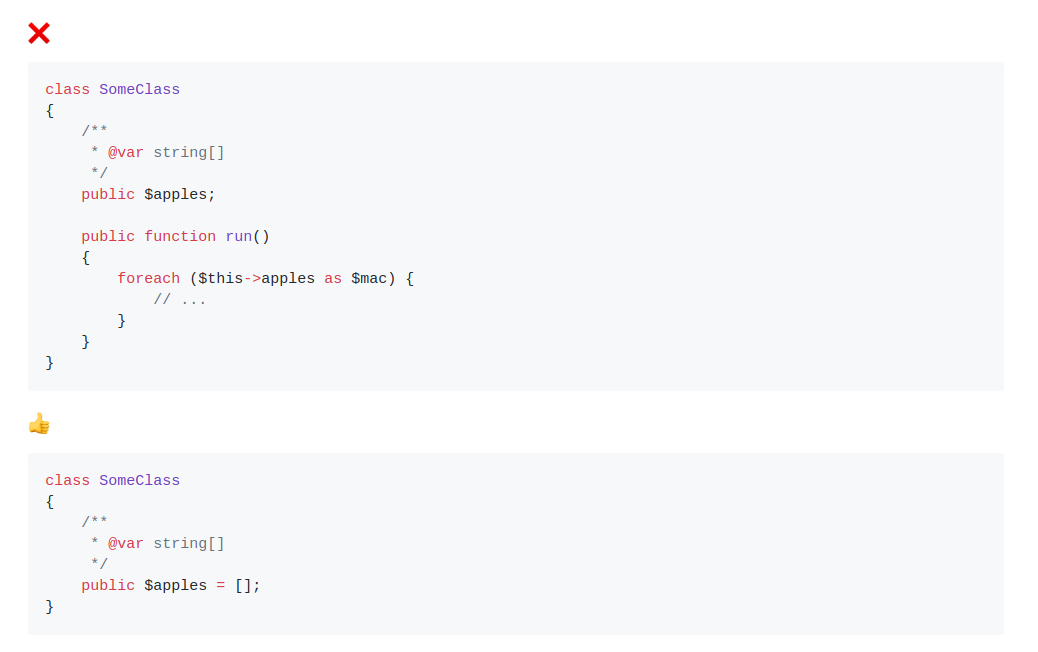 ❌
class SomeClass
{
    /**
     * @var string[]
     */
    public $apples;

    public function run()
    {
        foreach ($this->apples as $mac) {
            // ...
        }
    }
}
👍
class SomeClass
{
    /**
     * @var string[]
     */
    public $apples = [];
}